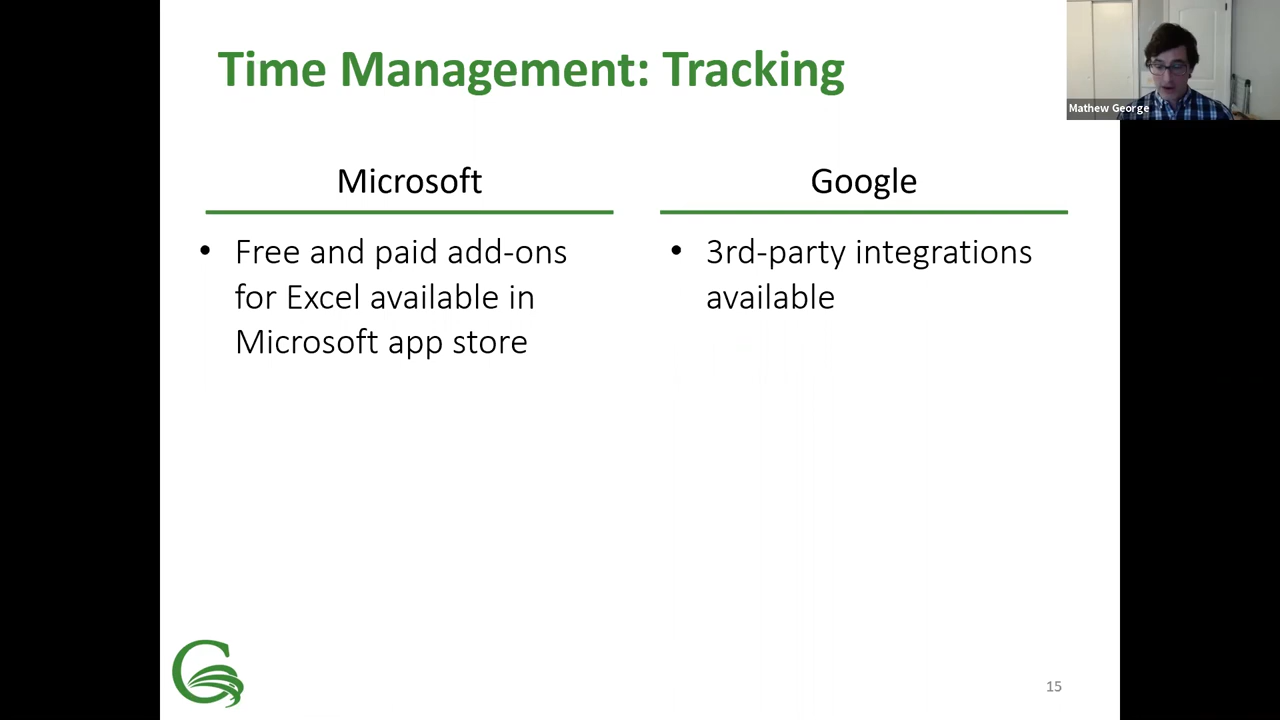 Time Management: Tracking
Mathew George
Microsoft
Google
• Free and paid add-ons
for Excel available in
Microsoft app store
• 3rd-party integrations
available
15